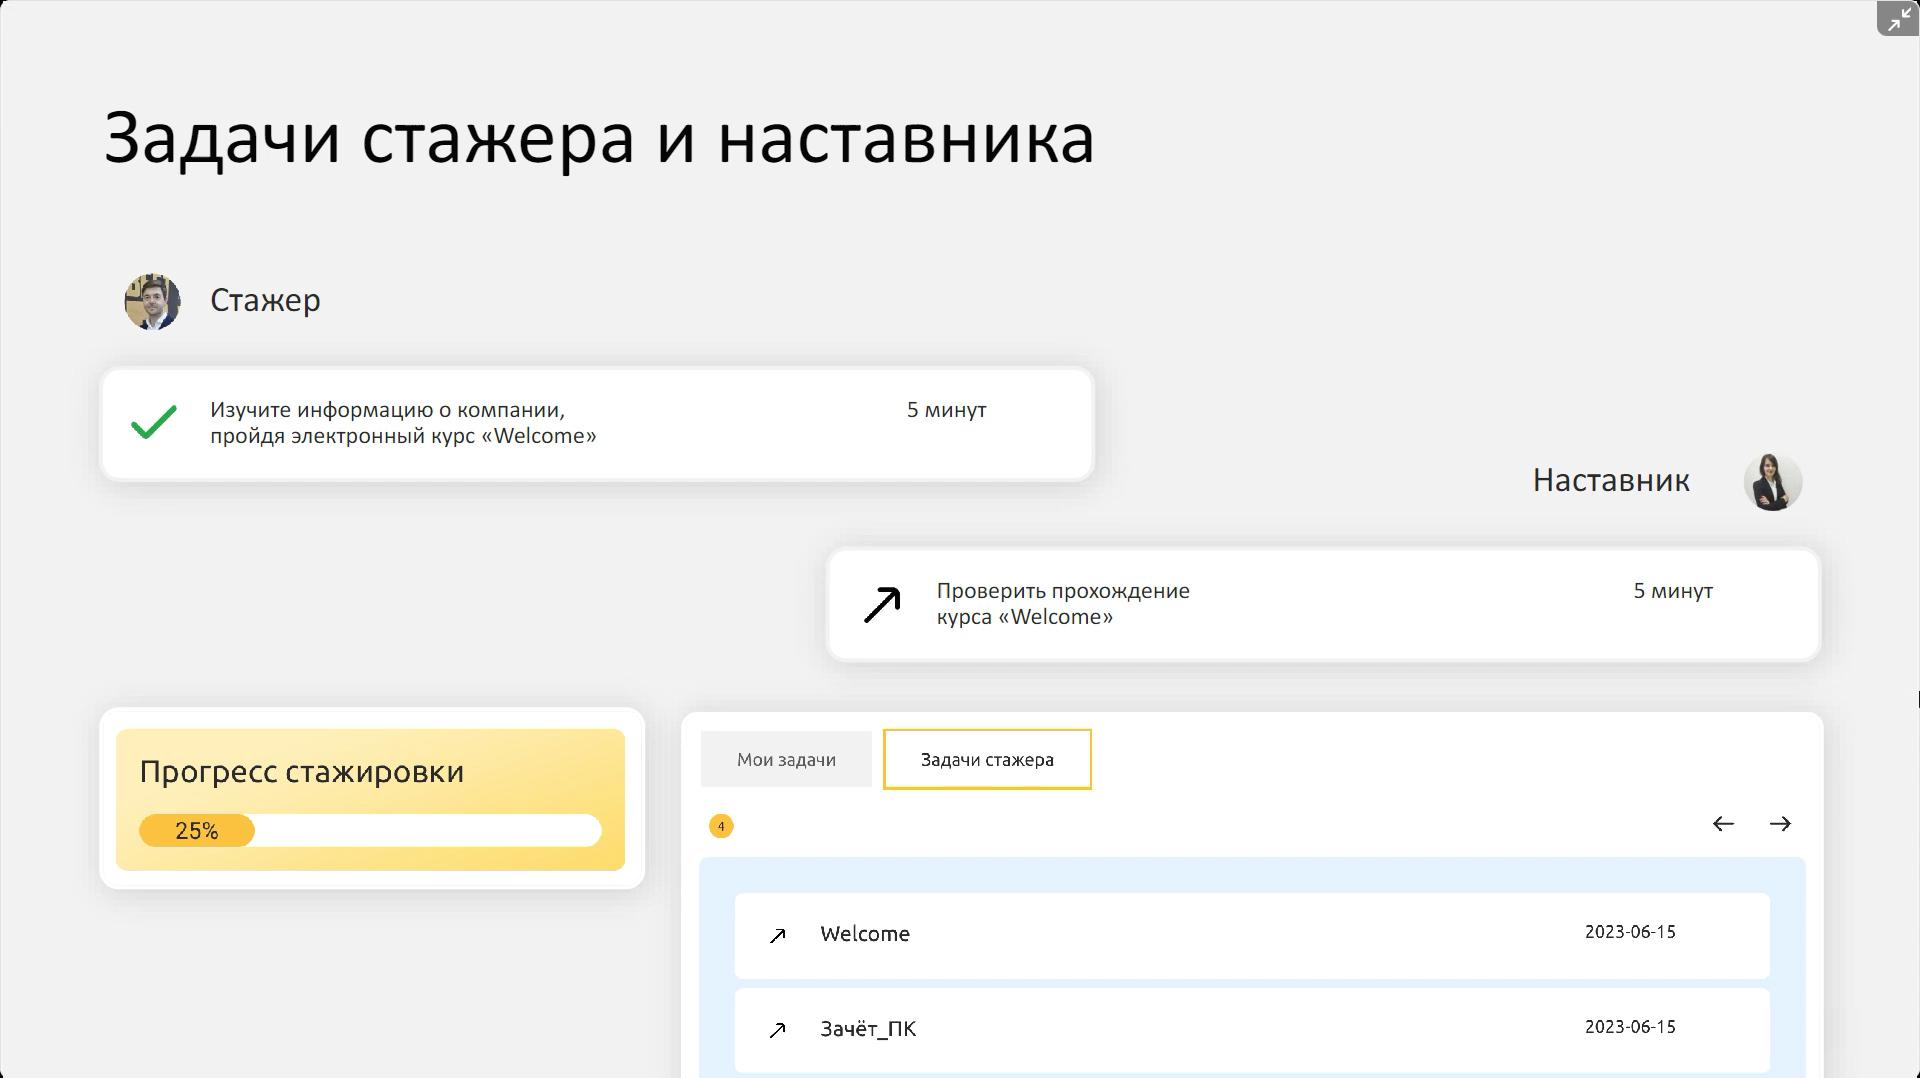 Задачи стажера и наставника
Стажер
Изучите информацию о компании,
пройдя электронный курс «Welcome»
5 минут
Наставник
Проверить прохождение
курса «Welcome»
5 минут
Прогресс стажировки
25%
Мои задачи
Задачи стажера
4
Welcome
2023-06-15
Зачёт_ПК
2023-06-15